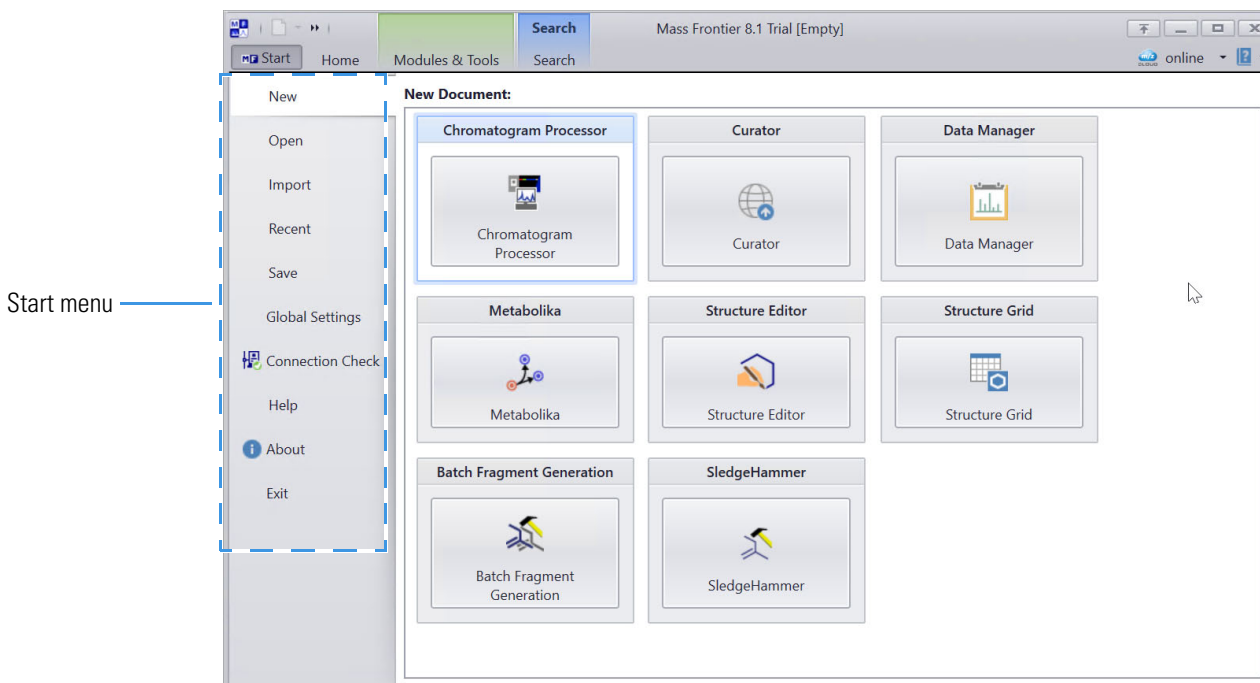 Search
Mass Frontier 8.1 Trial [Empty]
Start
Home
Modules & Tools
Search
online
New
Open
Import
Recent
Save
Global Settings
Connection Check
Help
About
Exit
Start menu
New Document:
Chromatogram Processor
Curator
Data Manager
Chromatogram
Processor
Curator
Data Manager
Metabolika
Structure Editor
Structure Grid
Metabolika
Structure Editor
Structure Grid
Batch Fragment Generation
SledgeHammer
Batch Fragment
Generation
SledgeHammer